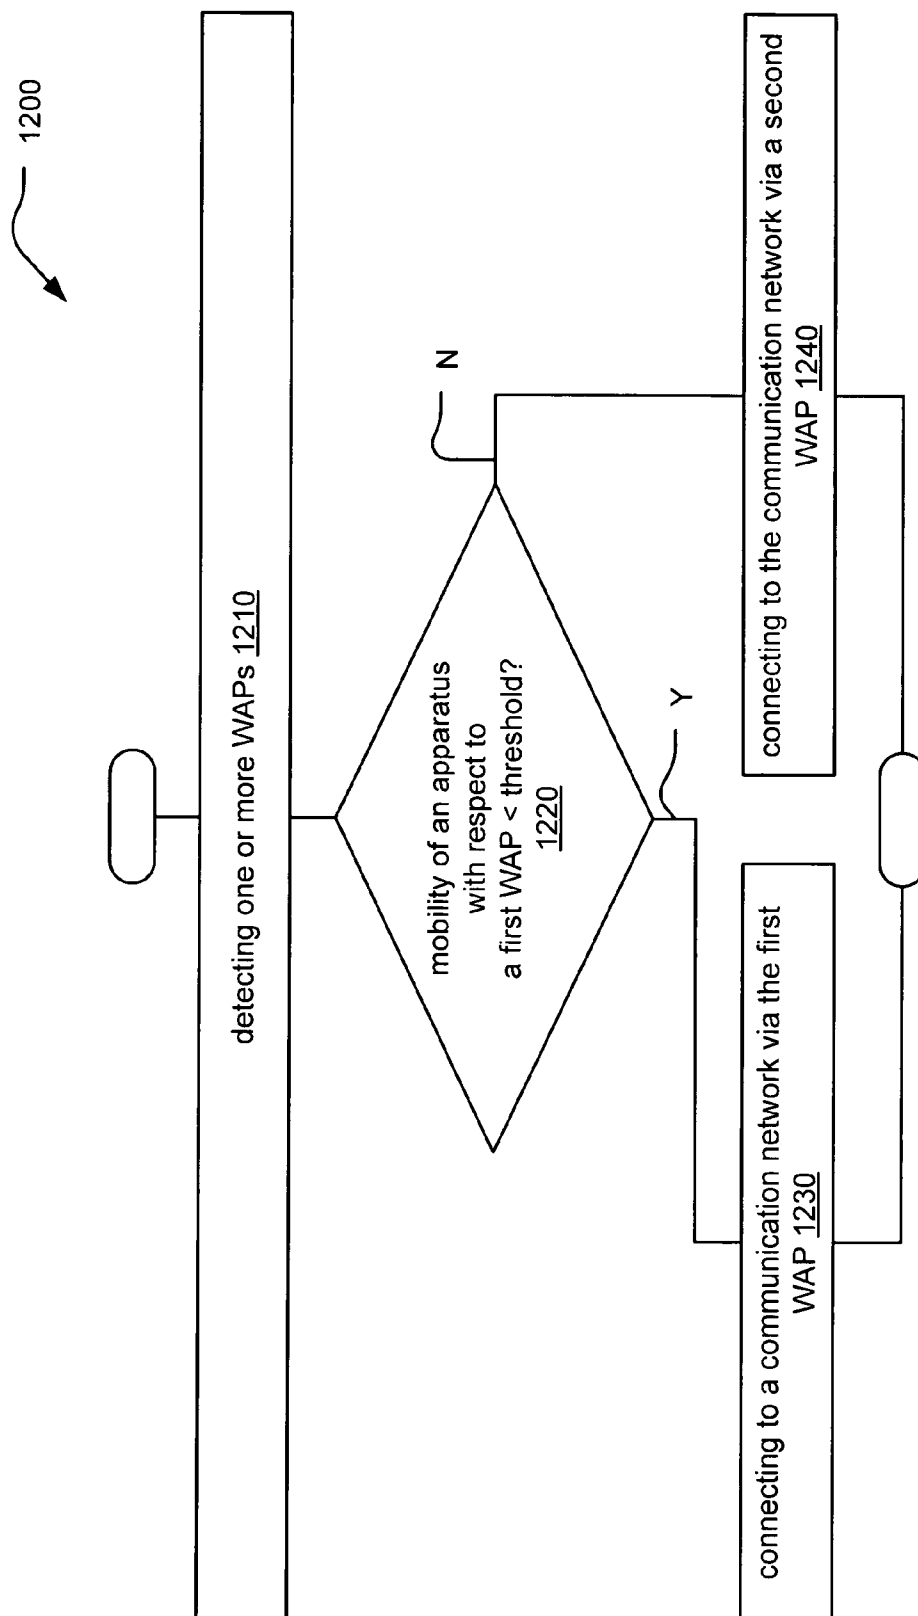 1200
detecting one or more WAPs 1210
mobility of an apparatus
with respect to
a first WAP < threshold?
1220
N
Y
connecting to a communication network via the first
WAP 1230
connecting to the communication network via a second
WAP 1240